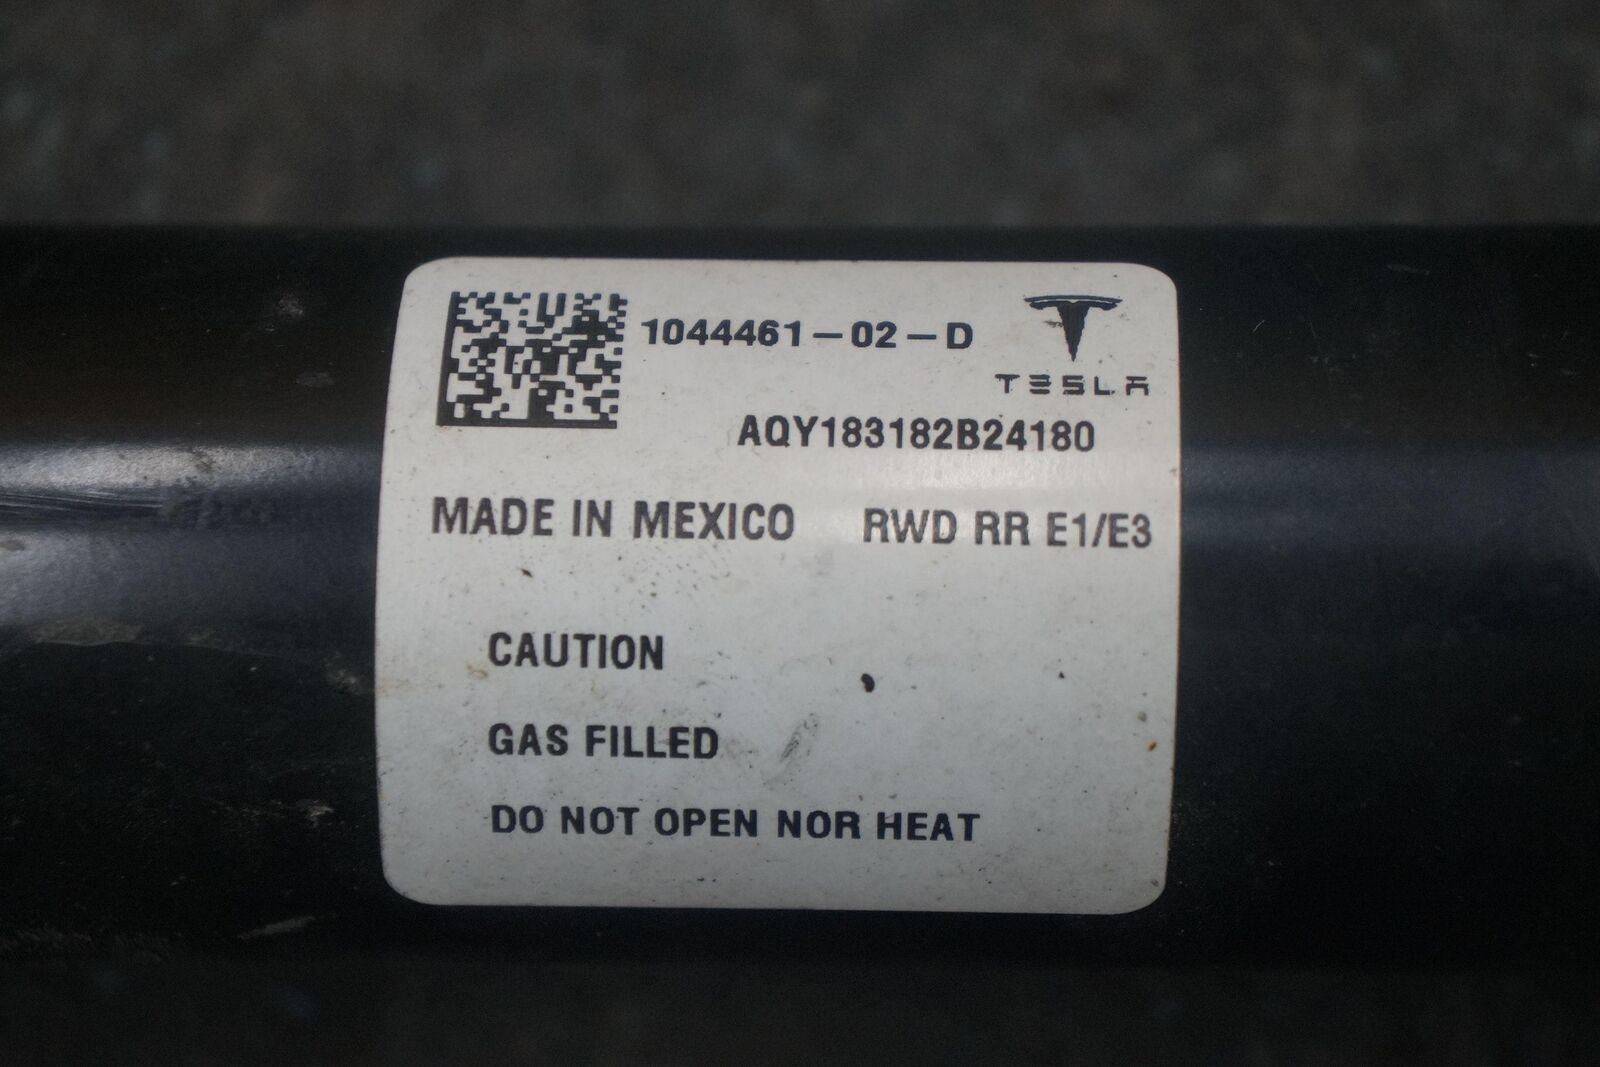 1044461-02-D
TESLA
AQY183182B24180
MADE IN MEXICO RWD RR E1/E3
CAUTION
GAS FILLED
DO NOT OPEN NOR HEAT